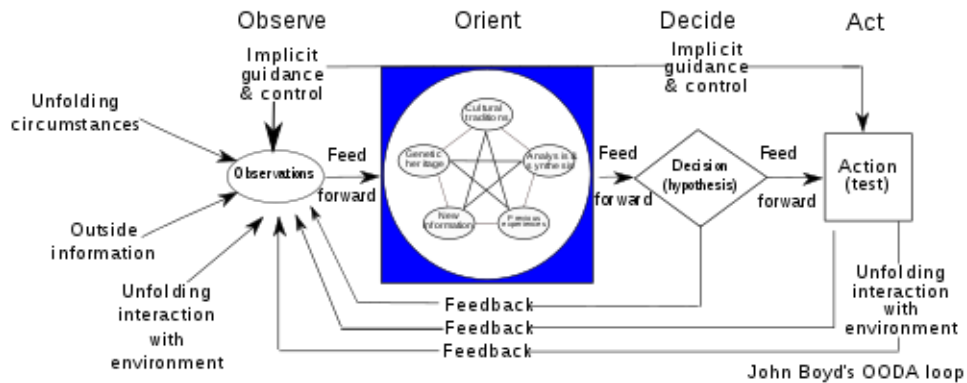 Observe
Orient
Decide
Act
Implicit
guidance
& control
Implicit
guidance
& control
Unfolding
circumstances
Observations
Feed
forward
Cultural
traditions
Genetic
heritage
Analysis &
synthesis
New
information
Previous
experiences
Feed
forward
Decision
(hypothesis)
Feed
forward
Action
(test)
Outside
information
Unfolding
interaction
with
environment
Unfolding
interaction
with
environment
Feedback
Feedback
Feedback
John Boyd's OODA loop